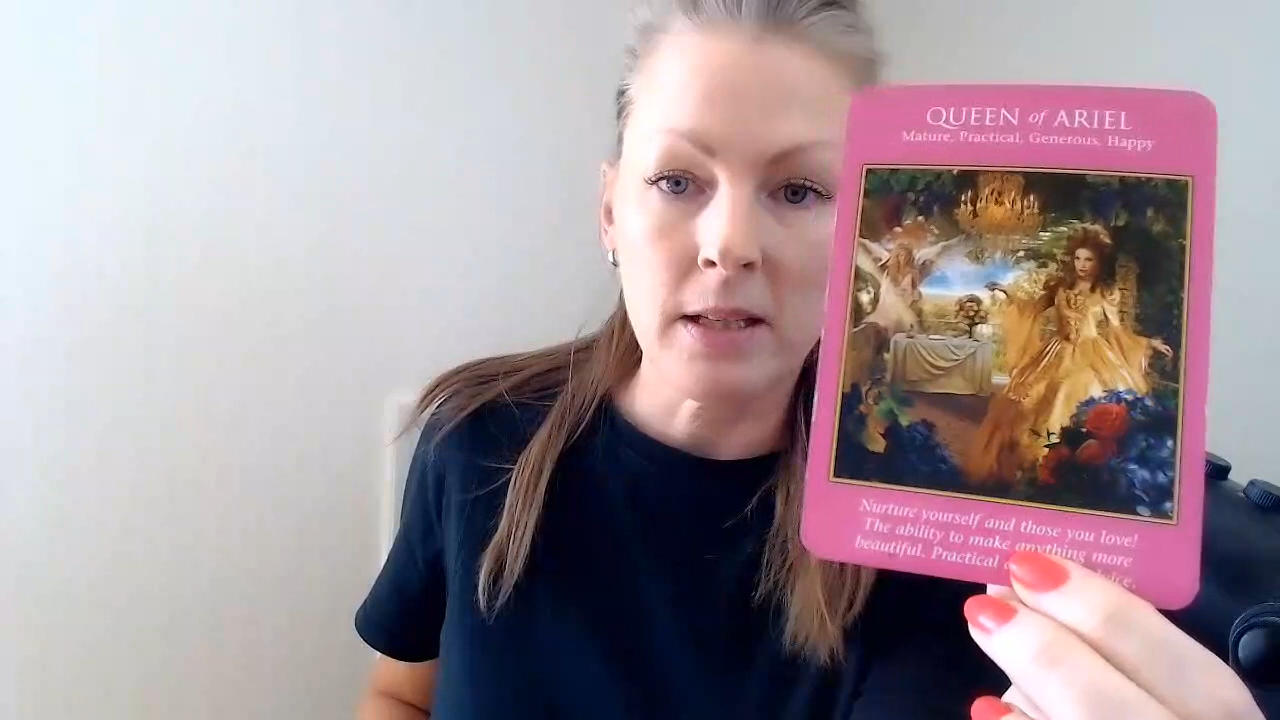 QUEEN of ARIEL
Mature, Practical, Generous, Happy
Nurture yourself and those you love!
The ability to make anything more
beautiful. Practical